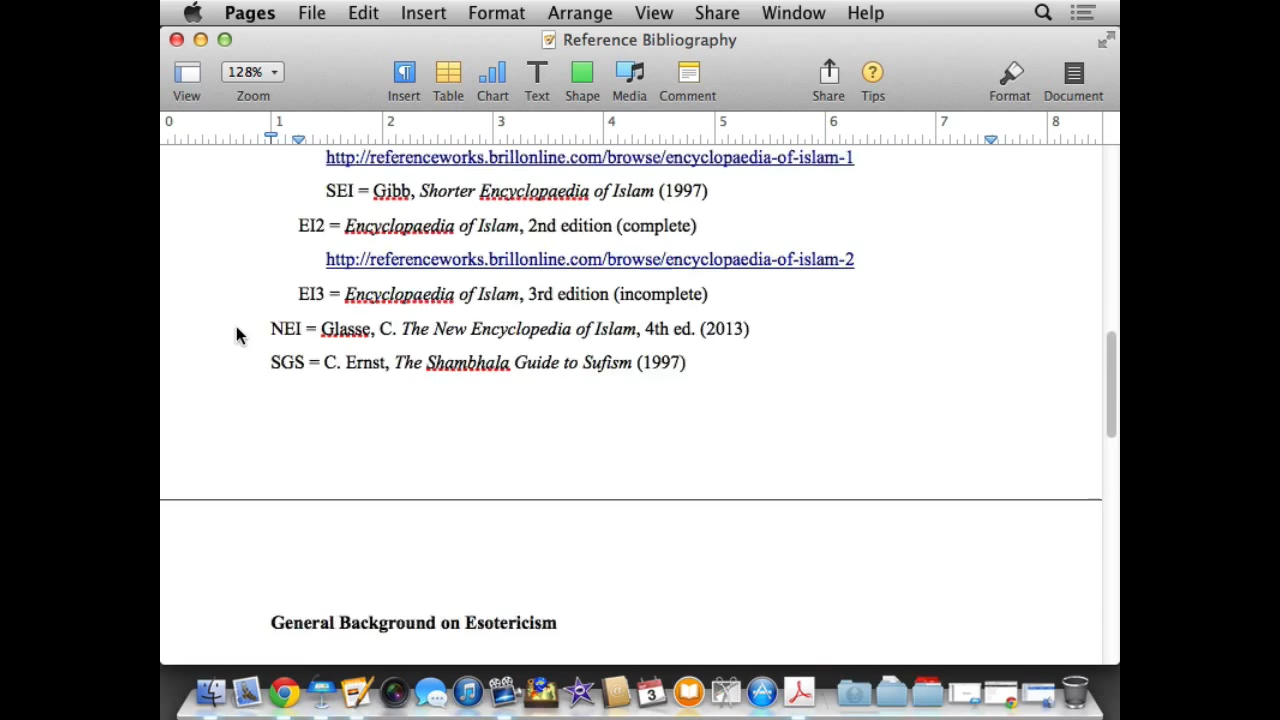 Pages File Edit Insert Format Arrange View Share Window Help
Reference Bibliography
128%
View Zoom Insert Table Chart Text Shape Media Comment Share Tips Format Document
0 1 2 3 4 5 6 7 8
http://referenceworks.brillonline.com/browse/encyclopaedia-of-islam-1
SEI = Gibb, Shorter Encyclopaedia of Islam (1997)
EI2 = Encyclopaedia of Islam, 2nd edition (complete)
http://referenceworks.brillonline.com/browse/encyclopaedia-of-islam-2
EI3 = Encyclopaedia of Islam, 3rd edition (incomplete)
NEI = Glasse, C. The New Encyclopedia of Islam, 4th ed. (2013)
SGS = C. Ernst, The Shambhala Guide to Sufism (1997)
General Background on Esotericism
3